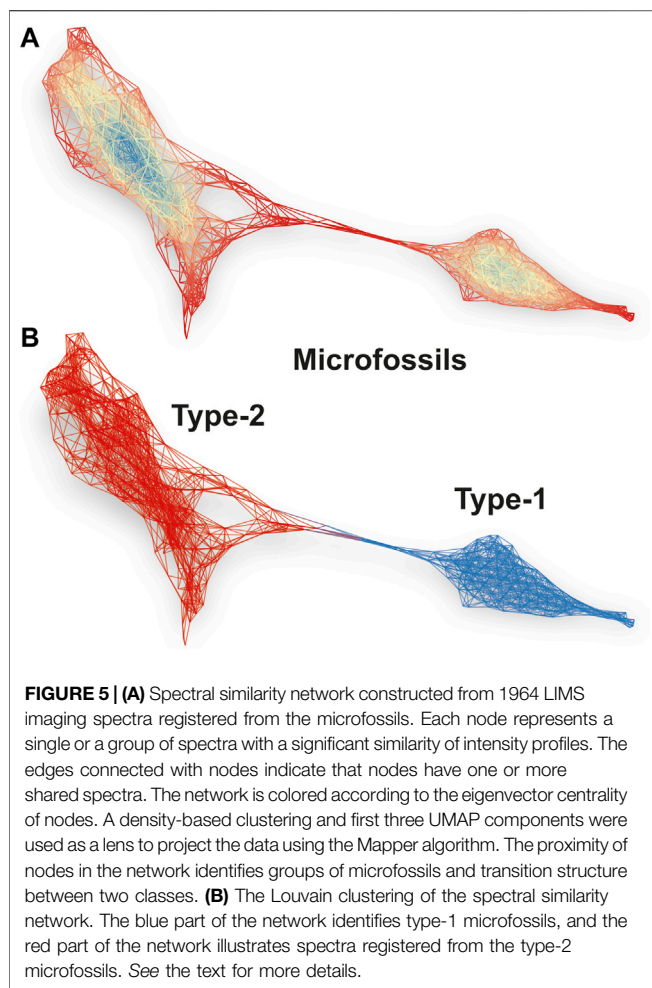 A
B
Microfossils
Type-2
Type-1
FIGURE 5 | (A) Spectral similarity network constructed from 1964 LIMS
imaging spectra registered from the microfossils. Each node represents a
single or a group of spectra with a significant similarity of intensity profiles. The
edges connected with nodes indicate that nodes have one or more
shared spectra. The network is colored according to the eigenvector centrality
of nodes. A density-based clustering and first three UMAP components were
used as a lens to project the data using the Mapper algorithm. The proximity of
nodes in the network identifies groups of microfossils and transition structure
between two classes. (B) The Louvain clustering of the spectral similarity
network. The blue part of the network identifies type-1 microfossils, and the
red part of the network illustrates spectra registered from the type-2
microfossils. See the text for more details.